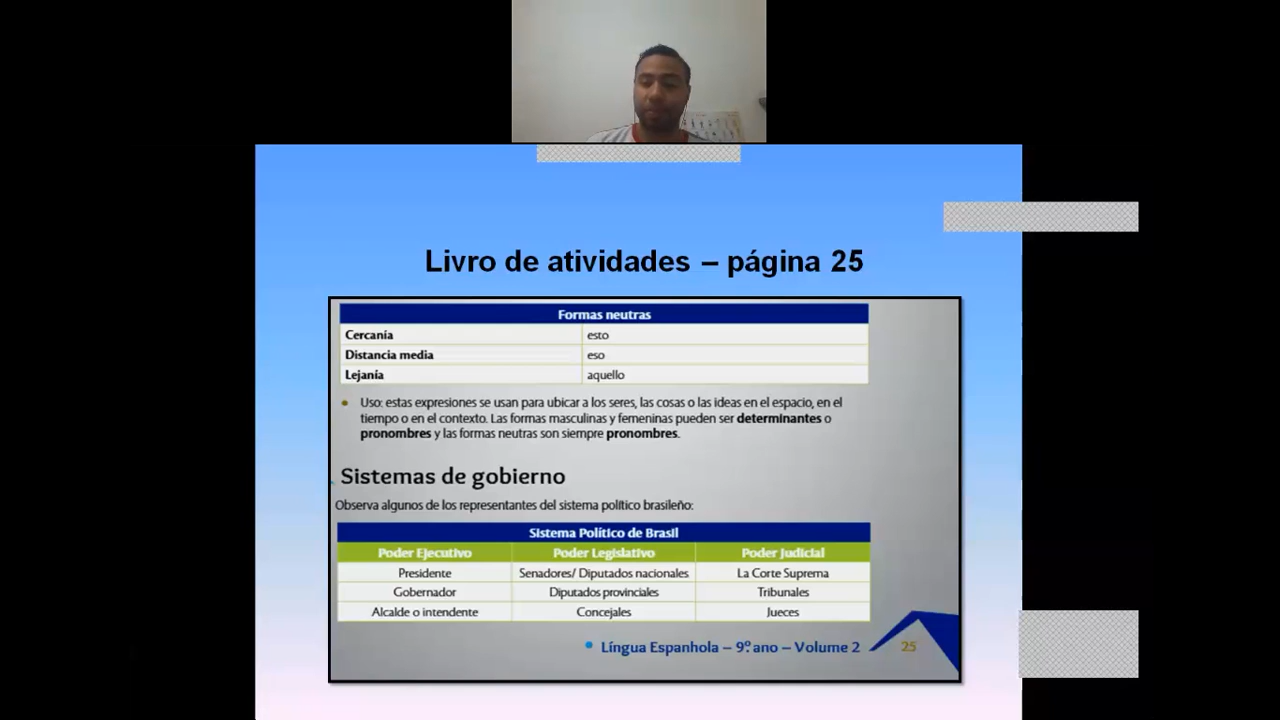 Livro de atividades – página 25
Formas neutras
Cercanía esto
Distancia media eso
Lejanía aquello
Uso: estas expresiones se usan para ubicar a los seres, las cosas o las ideas en el espacio, en el
tiempo o en el contexto. Las formas masculinas y femeninas pueden ser determinantes o
pronombres y las formas neutras son siempre pronombres.
Sistemas de gobierno
Observa algunos de los representantes del sistema político brasileño:
Sistema Político de Brasil
Poder Ejecutivo Poder Legislativo Poder Judicial
Presidente Senadores/ Diputados nacionales La Corte Suprema
Gobernador Diputados provinciales Tribunales
Alcalde o intendente Concejales Jueces
Língua Espanhola – 9º. ano – Volume 2 25